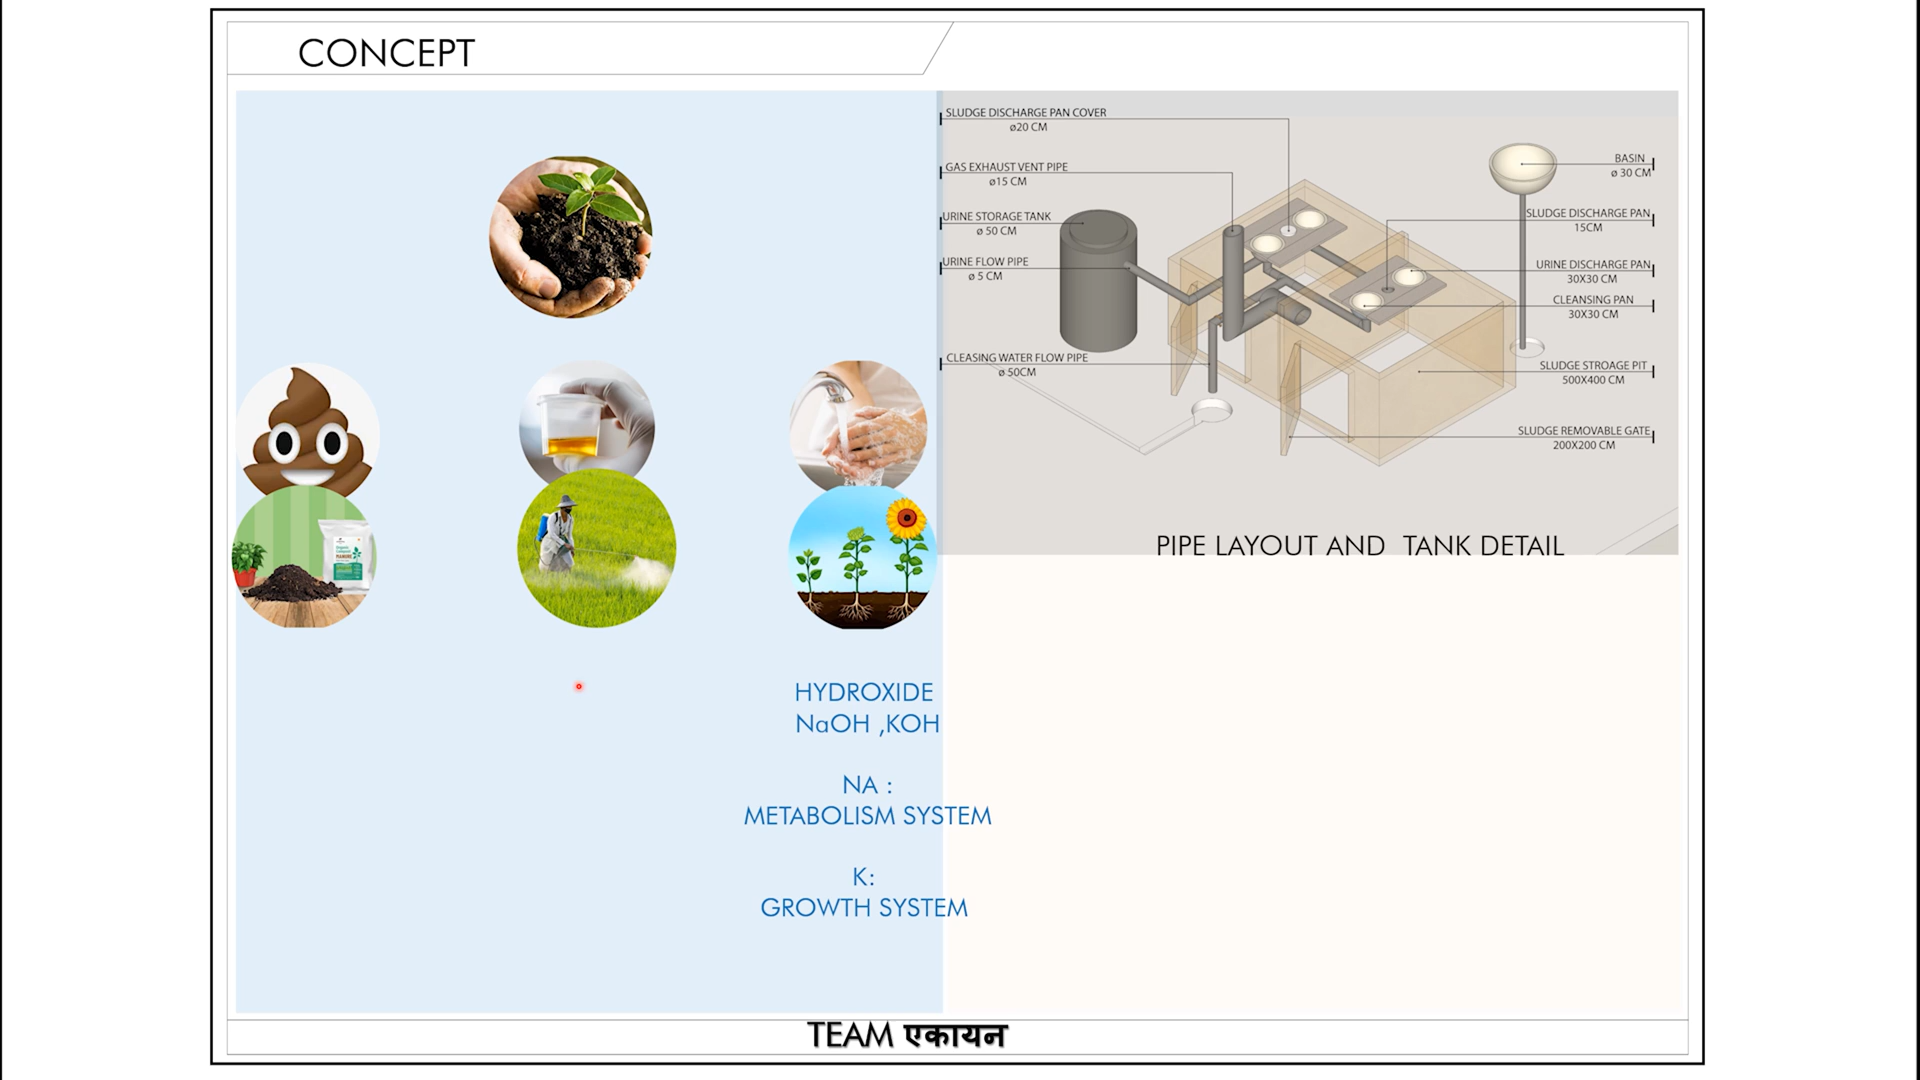 CONCEPT
SLUDGE DISCHARGE PAN COVER
ø20 CM
GAS EXHAUST VENT PIPE
ø15 CM
URINE STORAGE TANK
ø 50 CM
URINE FLOW PIPE
ø 5 CM
CLEASING WATER FLOW PIPE
ø 50CM
BASIN
ø 30 CM
SLUDGE DISCHARGE PAN
15CM
URINE DISCHARGE PAN
30X30 CM
CLEANSING PAN
30X30 CM
SLUDGE STROAGE PIT
500X400 CM
SLUDGE REMOVABLE GATE
200X200 CM
PIPE LAYOUT AND TANK DETAIL
MANURE
HYDROXIDE
NaOH ,KOH
NA :
METABOLISM SYSTEM
K:
GROWTH SYSTEM
TEAM एकायन